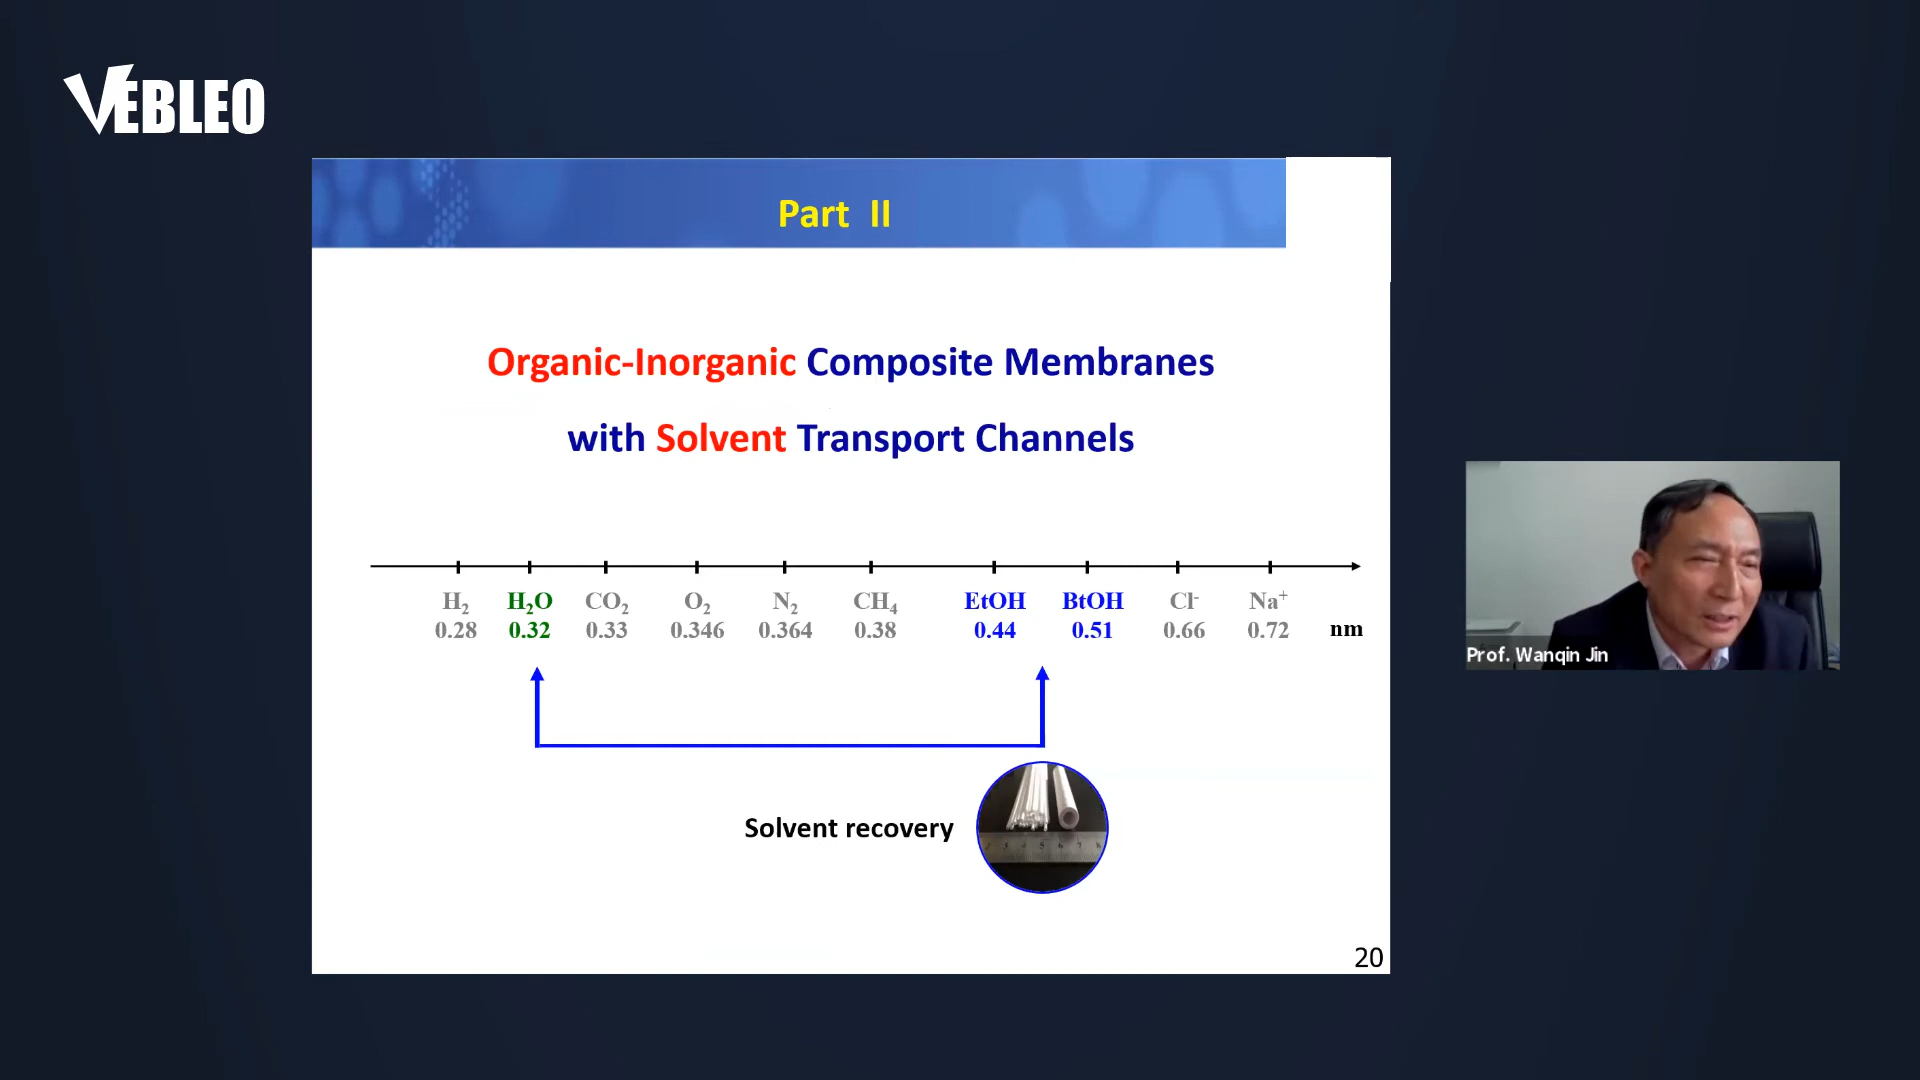 VEBLEO
Part II
Organic-Inorganic Composite Membranes
with Solvent Transport Channels
H₂ H₂O CO₂ O₂ N₂ CH₄ EtOH BtOH Cl⁻ Na⁺
0.28 0.32 0.33 0.346 0.364 0.38 0.44 0.51 0.66 0.72 nm
Solvent recovery
Prof. Wanqin Jin
20